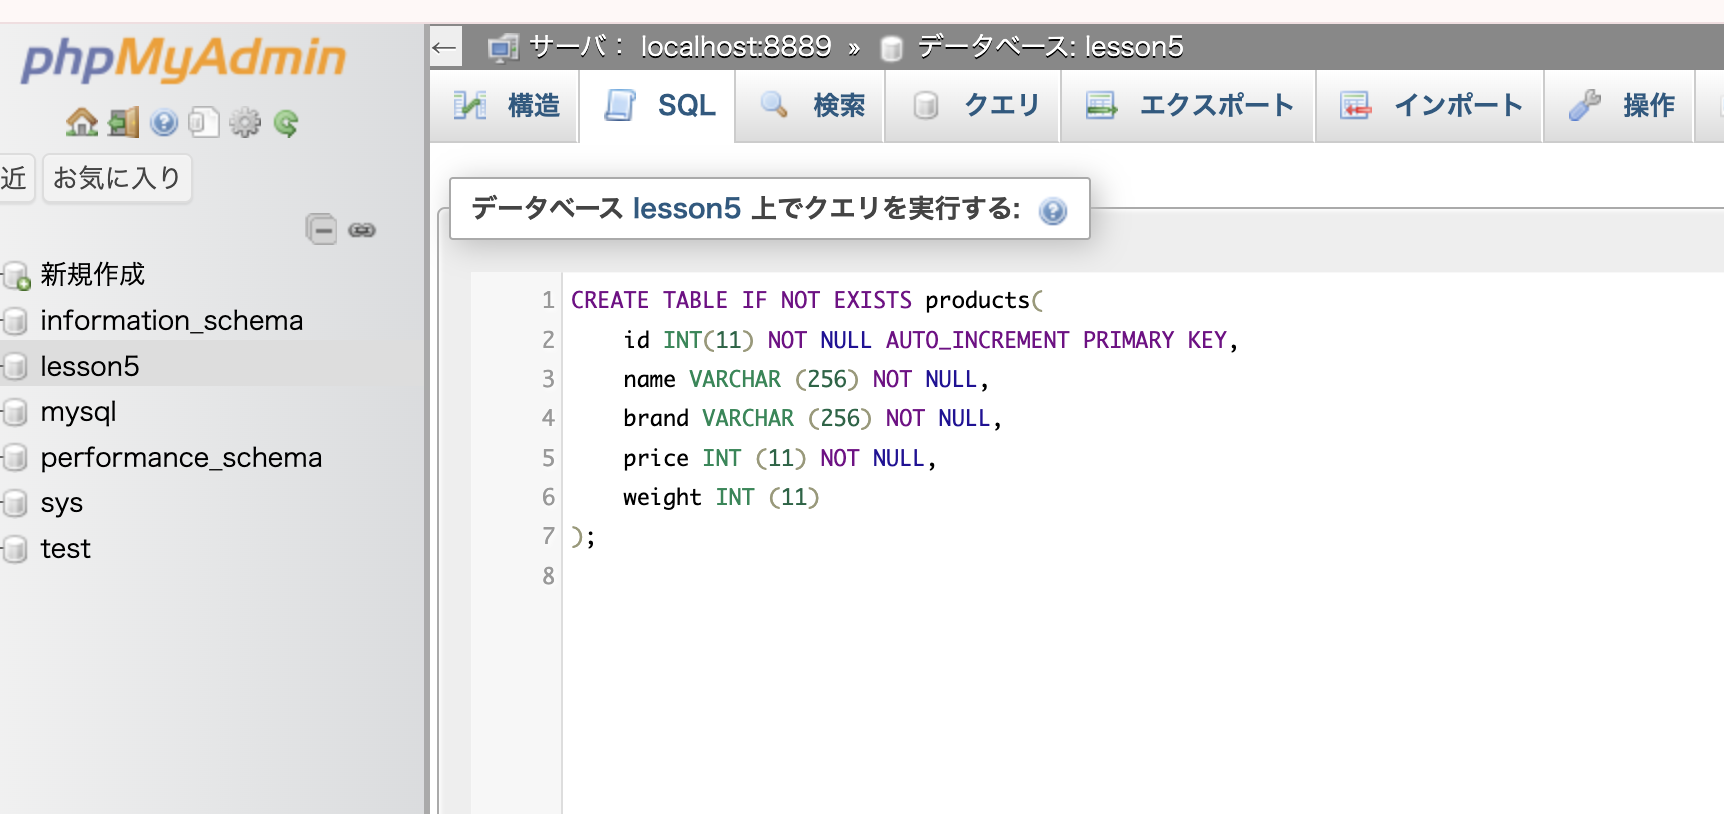 phpMyAdmin
近 お気に入り
新規作成
information_schema
lesson5
mysql
performance_schema
sys
test
← サーバ： localhost:8889 » データベース: lesson5
構造 SQL 検索 クエリ エクスポート インポート 操作
データベース lesson5 上でクエリを実行する:
1 CREATE TABLE IF NOT EXISTS products(
2 id INT(11) NOT NULL AUTO_INCREMENT PRIMARY KEY,
3 name VARCHAR (256) NOT NULL,
4 brand VARCHAR (256) NOT NULL,
5 price INT (11) NOT NULL,
6 weight INT (11)
7 );
8